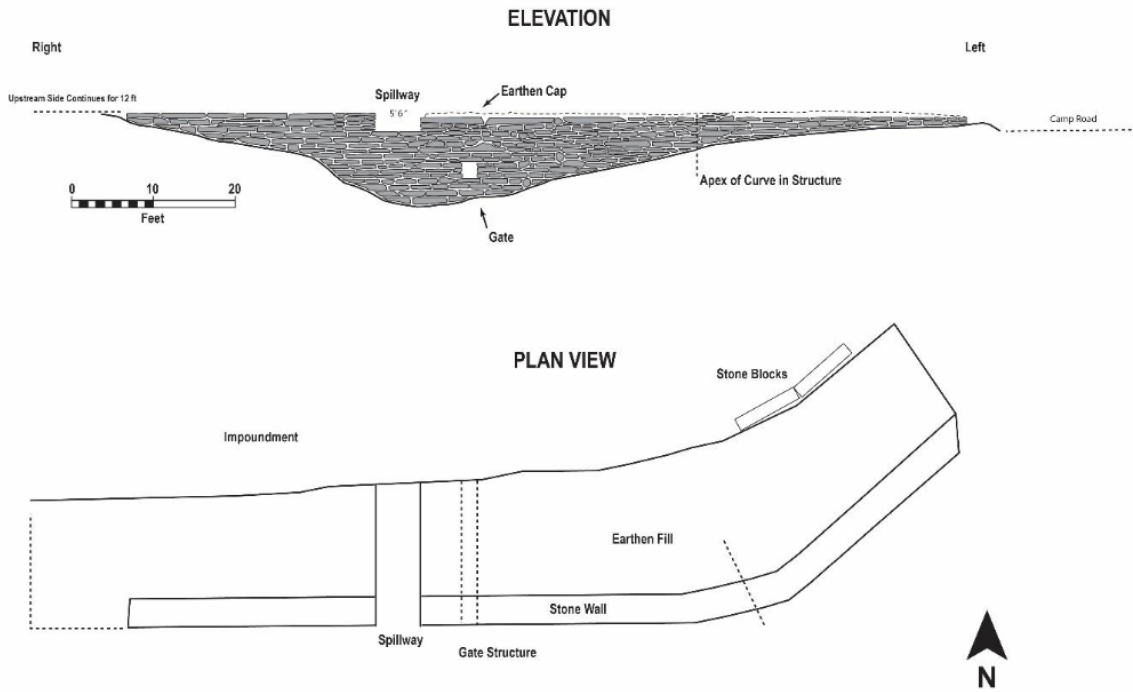 ELEVATION
Right
Left
Upstream Side Continues for 12 ft
Spillway
5'6"
Earthen Cap
Camp Road
0 10 20
Feet
Apex of Curve in Structure
Gate
PLAN VIEW
Stone Blocks
Impoundment
Earthen Fill
Stone Wall
Spillway
Gate Structure
N